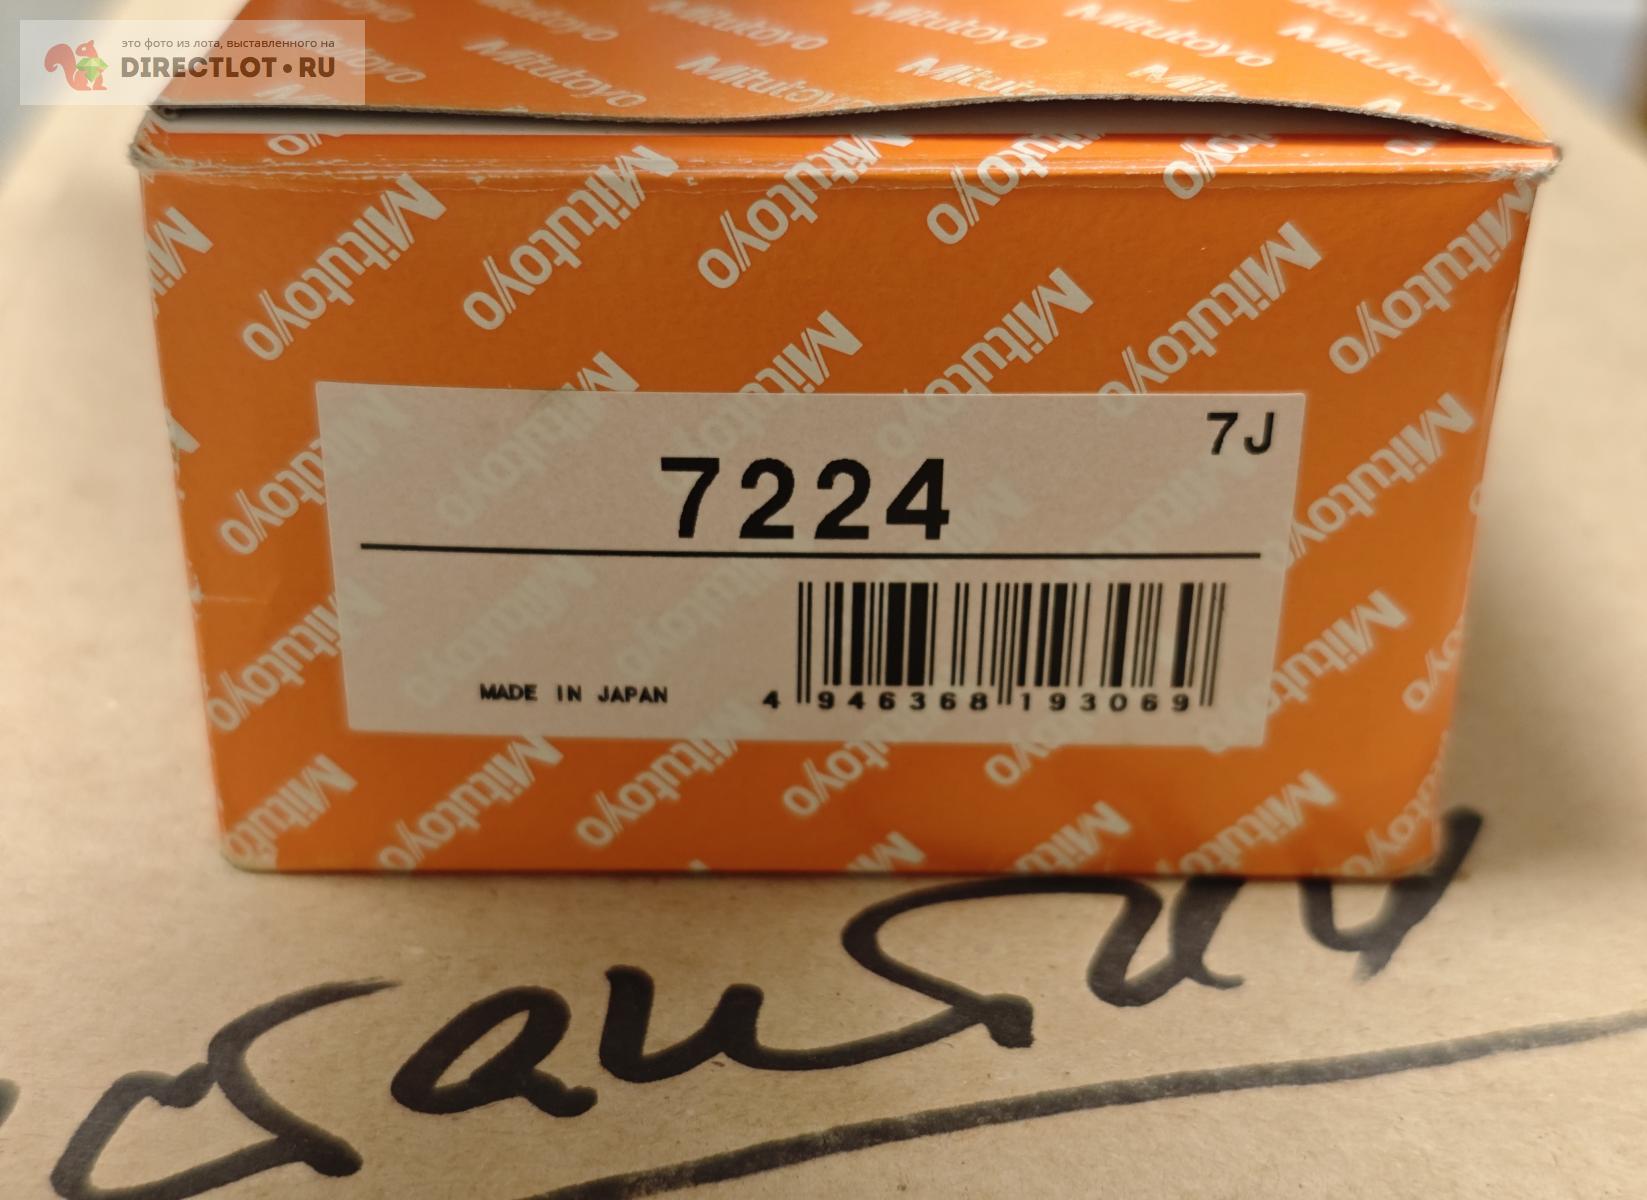 это фото из лота, выставленного на
DIRECTLOT•RU
Mitutoyo
7J
7224
MADE IN JAPAN
4 946368 193069